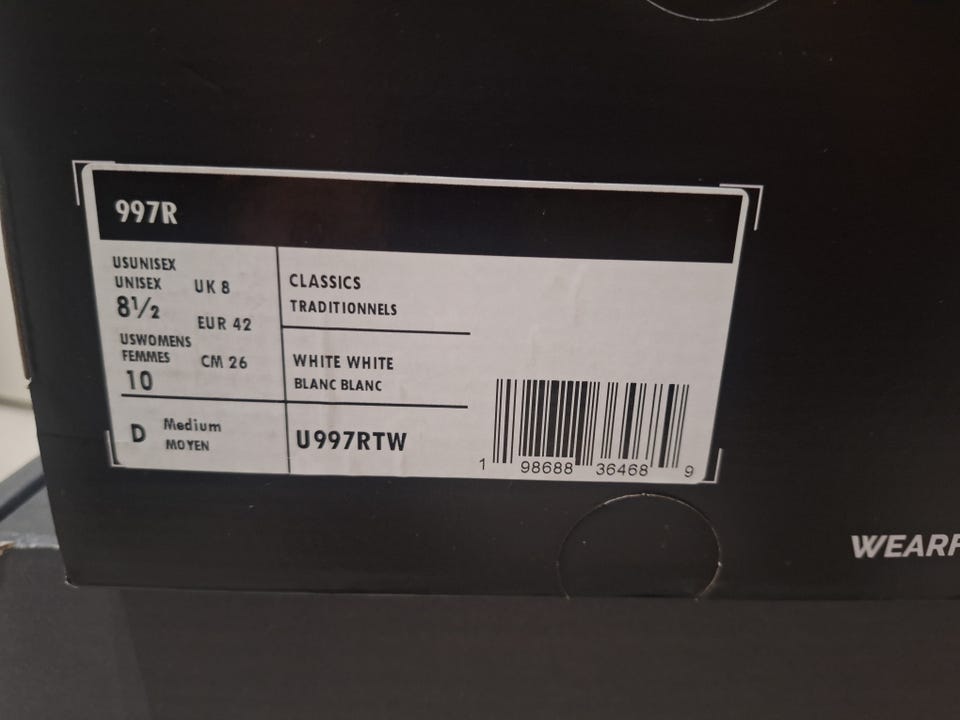 997R
USUNISEX
UNISEX
8½
UK 8
EUR 42
USWOMENS
FEMMES
10
CM 26
CLASSICS
TRADITIONNELS
WHITE WHITE
BLANC BLANC
D Medium
MOYEN
U997RTW
1 98688 36468 9